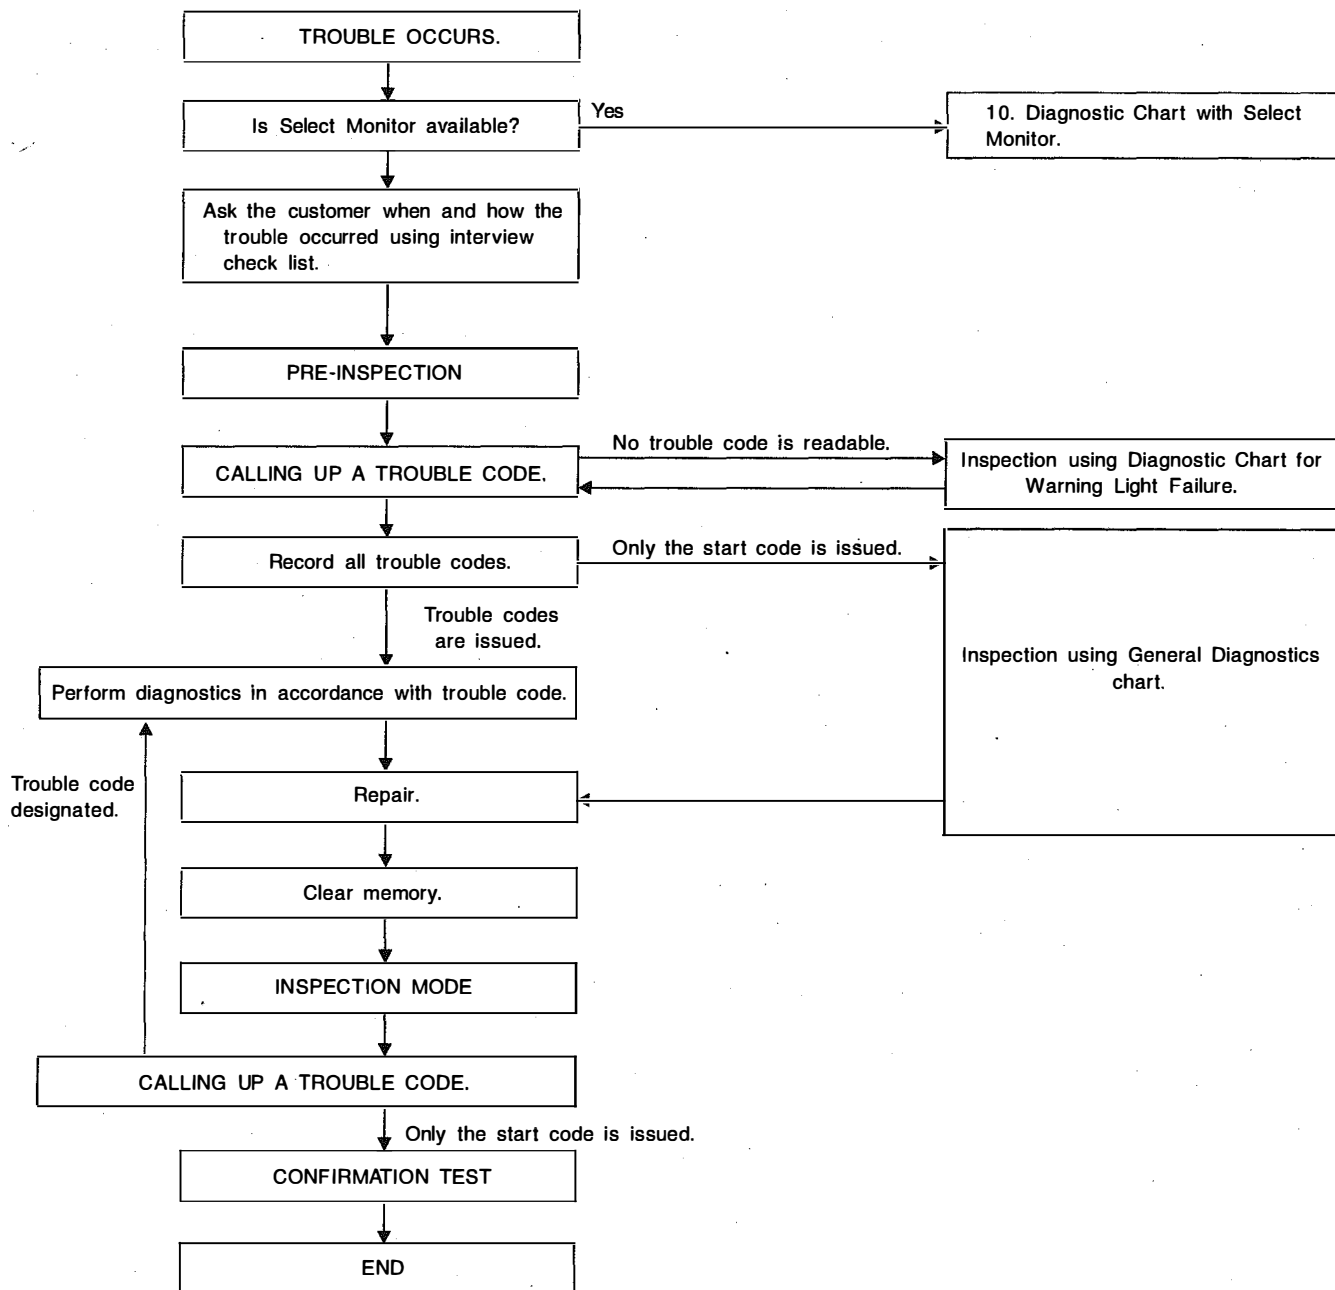 TROUBLE OCCURS.
Is Select Monitor available?
Yes
10. Diagnostic Chart with Select
Monitor.
Ask the customer when and how the
trouble occurred using interview
check list.
PRE-INSPECTION
CALLING UP A TROUBLE CODE.
No trouble code is readable.
Inspection using Diagnostic Chart for
Warning Light Failure.
Record all trouble codes.
Only the start code is issued.
Inspection using General Diagnostics
chart.
Trouble codes
are issued.
Perform diagnostics in accordance with trouble code.
Trouble code
designated.
Repair.
Clear memory.
INSPECTION MODE
CALLING UP A TROUBLE CODE.
Only the start code is issued.
CONFIRMATION TEST
END